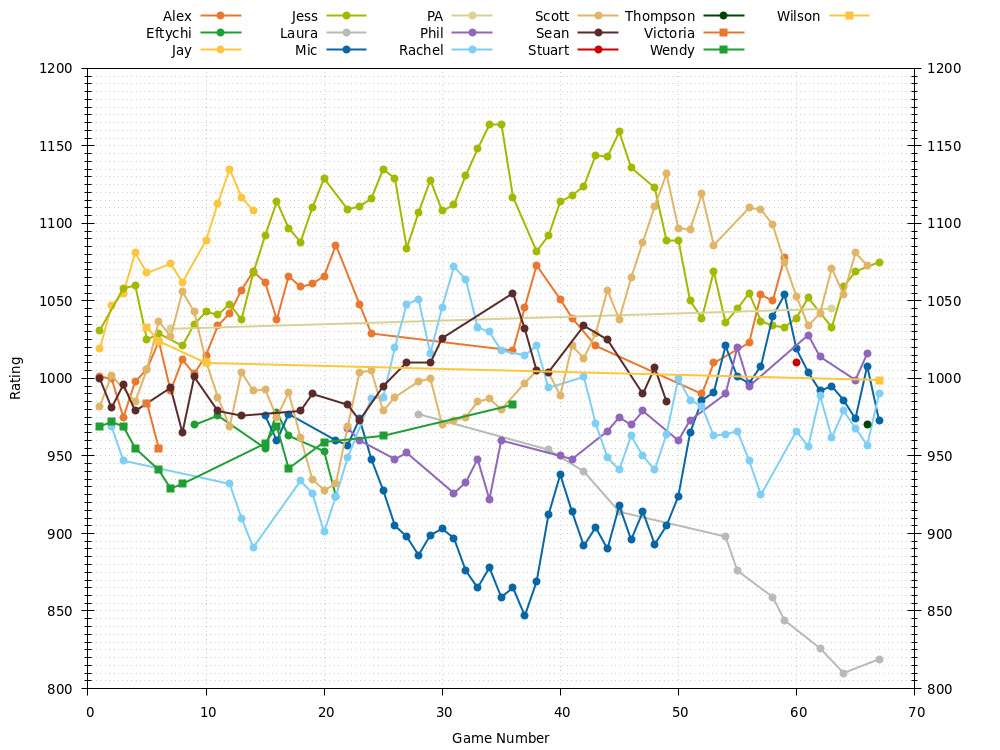 Alex Jess PA Scott Thompson Wilson
Eftychi Laura Phil Sean Victoria
Jay Mic Rachel Stuart Wendy
1200 1200
1150 1150
1100 1100
1050 1050
Rating
1000 1000
950 950
900 900
850 850
800 800
0 10 20 30 40 50 60 70
Game Number